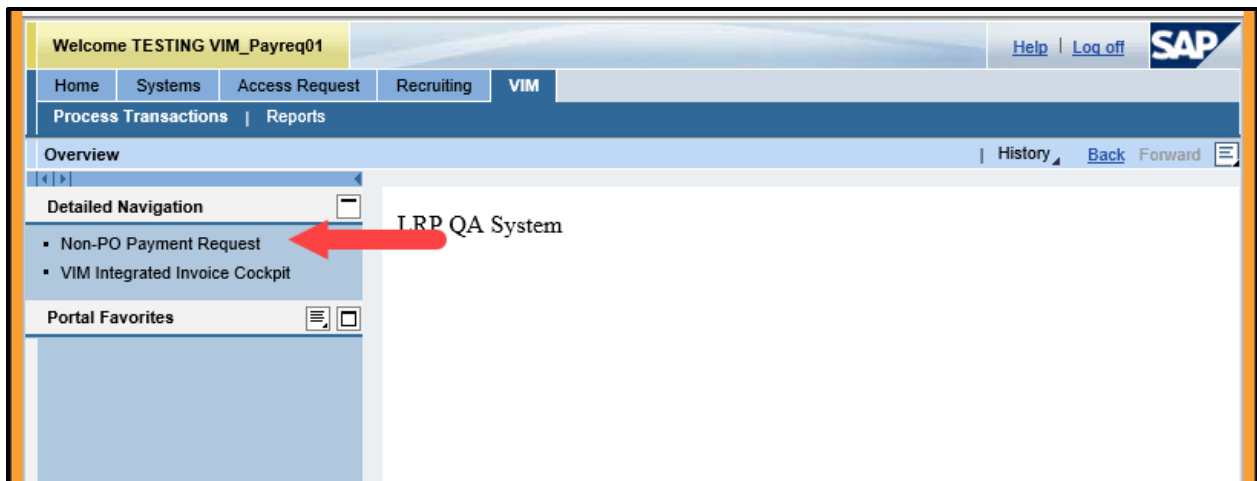 Welcome TESTING VIM_Payreq01
Help | Log off
SAP
Home Systems Access Request Recruiting VIM
Process Transactions | Reports
Overview
| History Back Forward
Detailed Navigation
Non-PO Payment Request
VIM Integrated Invoice Cockpit
Portal Favorites
LRP QA System